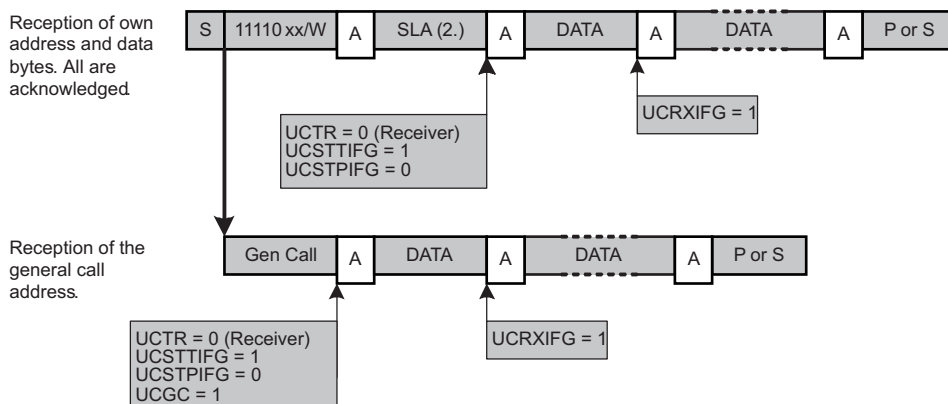 Reception of own
address and data
bytes. All are
acknowledged.
S 11110 xx/W A SLA (2.) A DATA A DATA A P or S
UCTR = 0 (Receiver)
UCSTTIFG = 1
UCSTPIFG = 0
UCRXIFG = 1
Reception of the
general call
address.
Gen Call A DATA A DATA A P or S
UCTR = 0 (Receiver)
UCSTTIFG = 1
UCSTPIFG = 0
UCGC = 1
UCRXIFG = 1